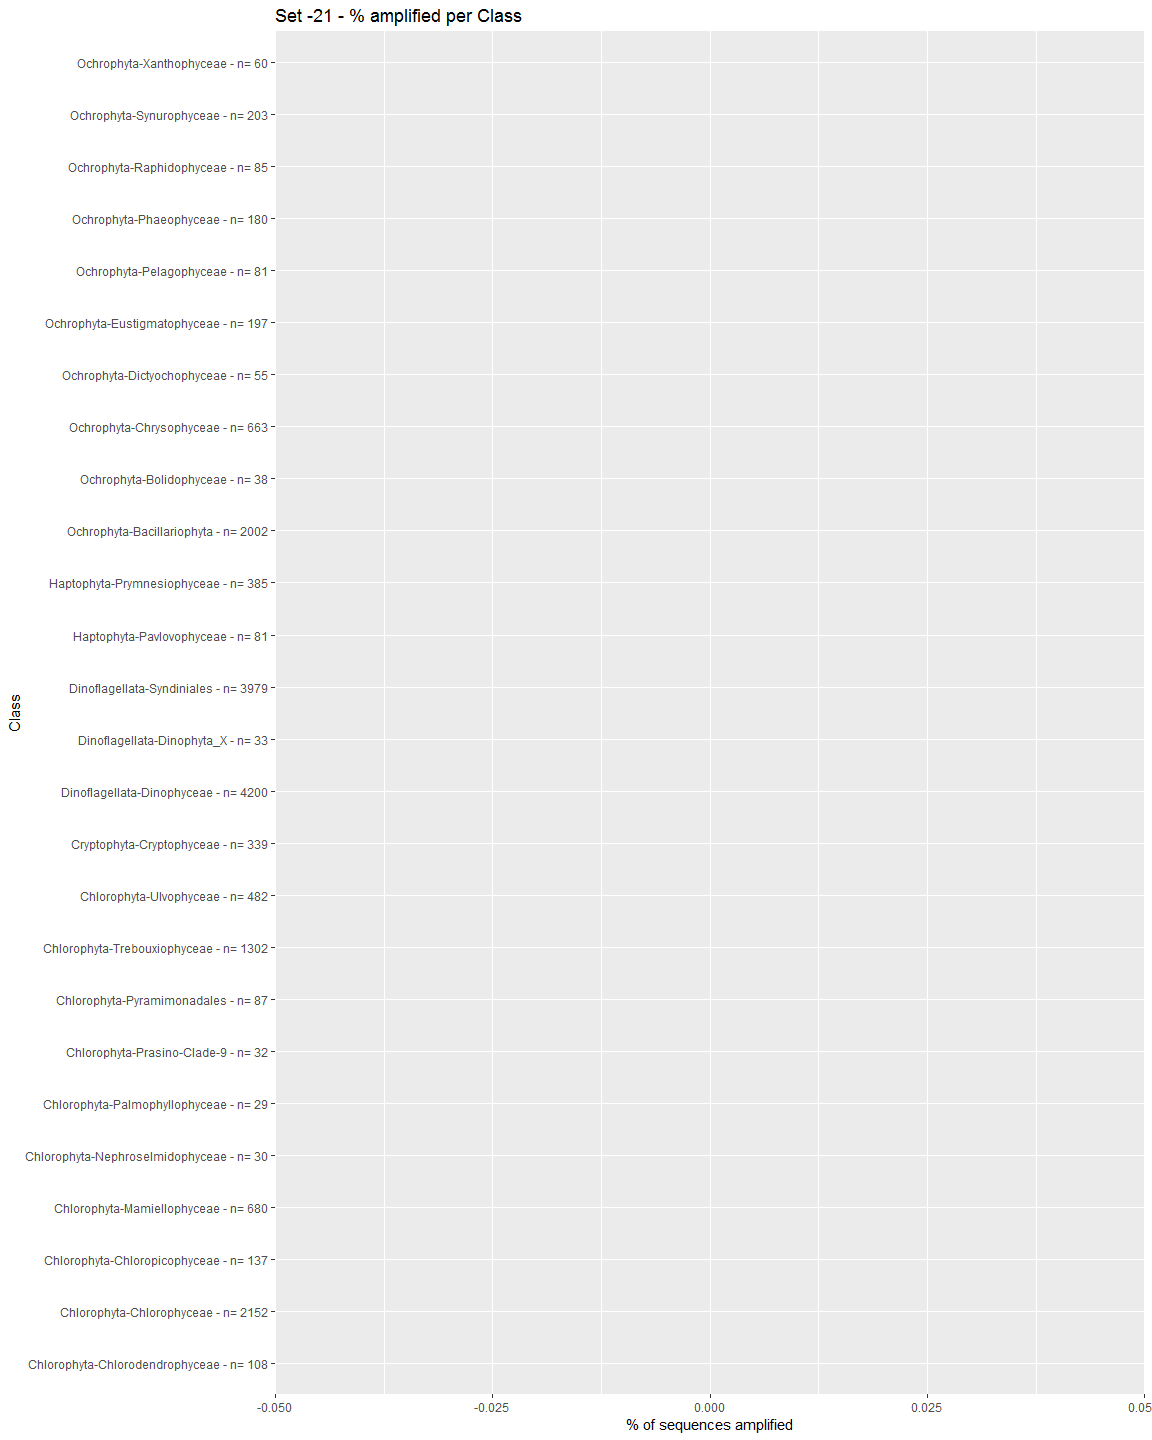 Set -21 - % amplified per Class
Ochrophyta-Xanthophyceae - n= 60
Ochrophyta-Synurophyceae - n= 203
Ochrophyta-Raphidophyceae - n= 85
Ochrophyta-Phaeophyceae - n= 180
Ochrophyta-Pelagophyceae - n= 81
Ochrophyta-Eustigmatophyceae - n= 197
Ochrophyta-Dictyochophyceae - n= 55
Ochrophyta-Chrysophyceae - n= 663
Ochrophyta-Bolidophyceae - n= 38
Ochrophyta-Bacillariophyta - n= 2002
Haptophyta-Prymnesiophyceae - n= 385
Haptophyta-Pavlovophyceae - n= 81
Dinoflagellata-Syndiniales - n= 3979
Class
Dinoflagellata-Dinophyta_X - n= 33
Dinoflagellata-Dinophyceae - n= 4200
Cryptophyta-Cryptophyceae - n= 339
Chlorophyta-Ulvophyceae - n= 482
Chlorophyta-Trebouxiophyceae - n= 1302
Chlorophyta-Pyramimonadales - n= 87
Chlorophyta-Prasino-Clade-9 - n= 32
Chlorophyta-Palmophyllophyceae - n= 29
Chlorophyta-Nephroselmidophyceae - n= 30
Chlorophyta-Mamiellophyceae - n= 680
Chlorophyta-Chloropicophyceae - n= 137
Chlorophyta-Chlorophyceae - n= 2152
Chlorophyta-Chlorodendrophyceae - n= 108
-0.050 -0.025 0.000 0.025 0.05
% of sequences amplified